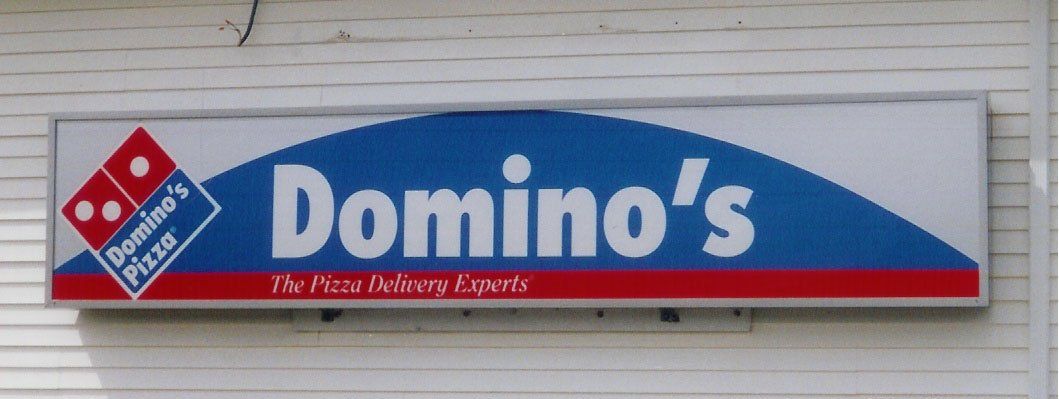 Domino's
Pizza®
Domino's
The Pizza Delivery Experts®